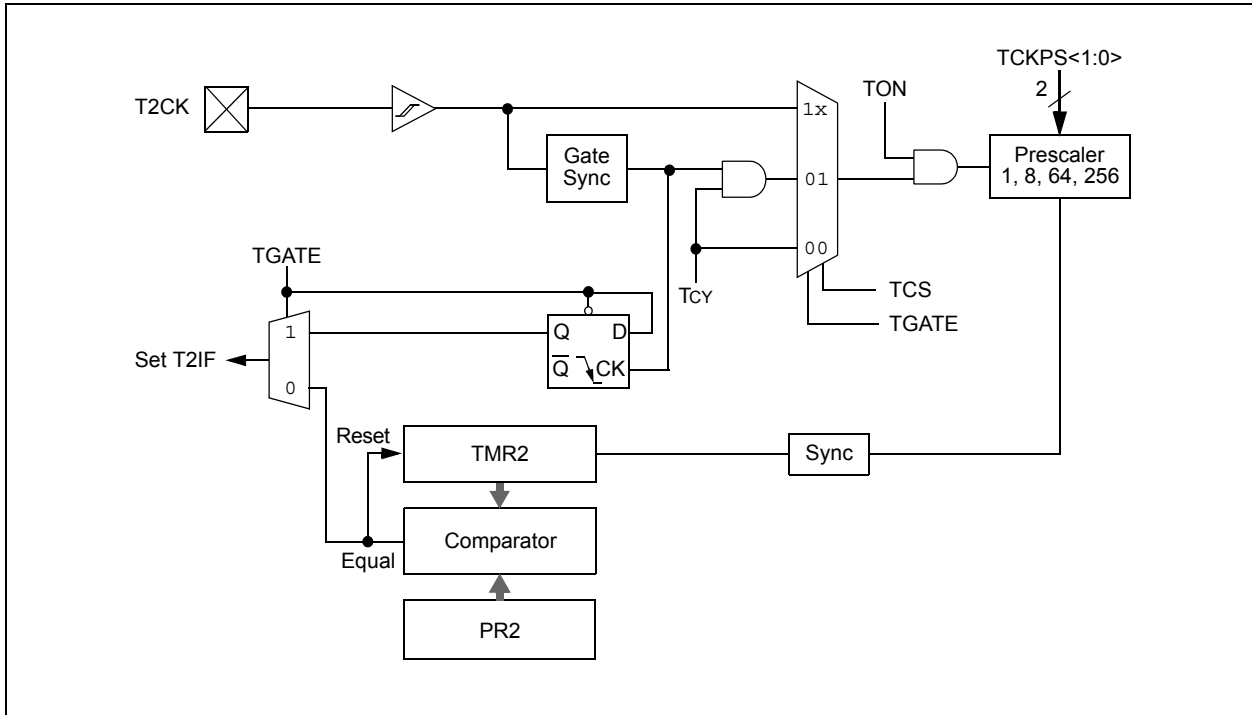 TCKPS<1:0>
2
T2CK
TON
1x
Prescaler
1, 8, 64, 256
Gate
Sync
01
00
TGATE
TCY
TCS
TGATE
1
Q
D
Set T2IF
Q
CK
0
Reset
TMR2
Sync
Comparator
Equal
PR2